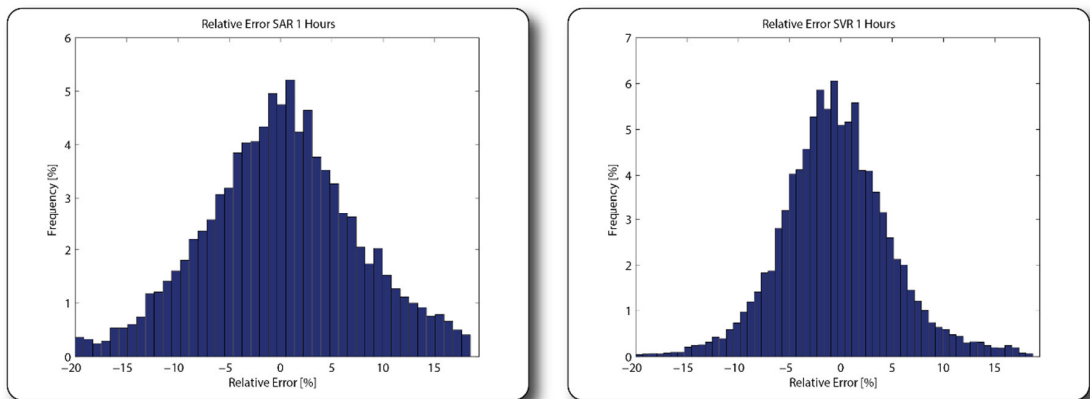 Relative Error SAR 1 Hours
6
5
4
3
2
1
0
Frequency [%]
−20 −15 −10 −5 0 5 10 15
Relative Error [%]
Relative Error SVR 1 Hours
7
6
5
4
3
2
1
0
Frequency [%]
−20 −15 −10 −5 0 5 10 15
Relative Error [%]